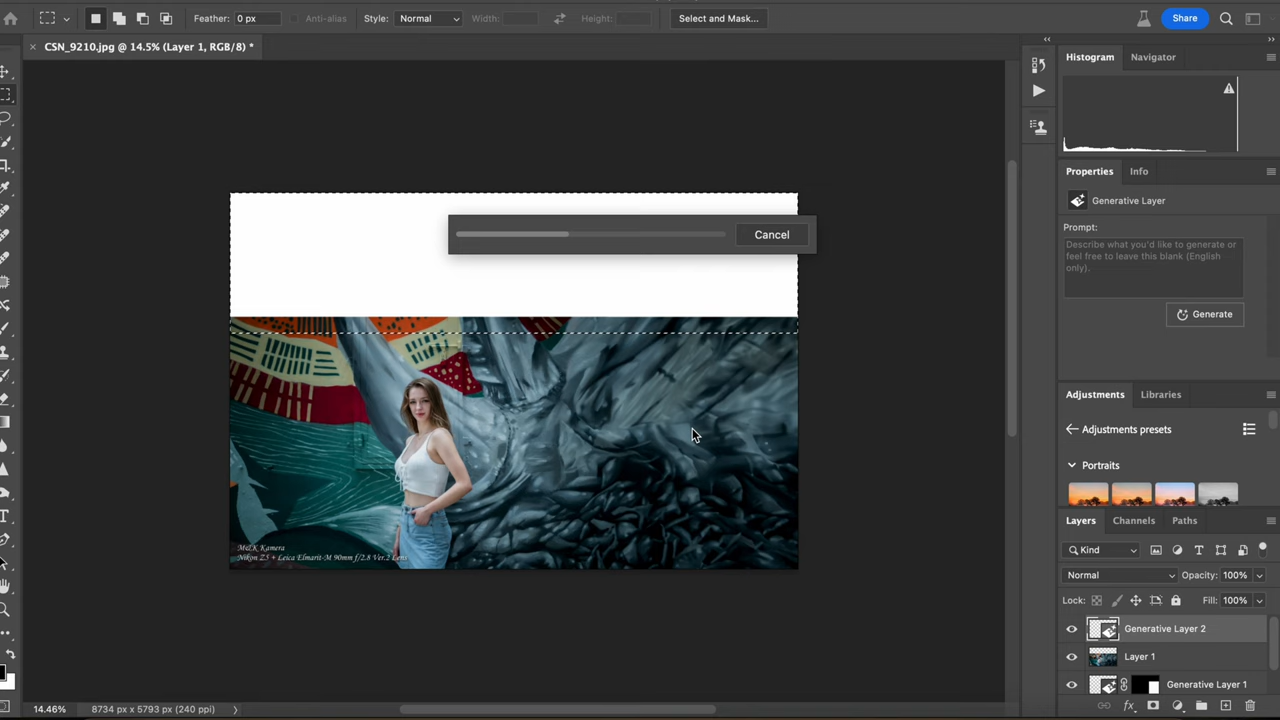 Feather: 0 px Anti-alias Style: Normal Width: Height: Select and Mask... Share
× CSN_9210.jpg @ 14.5% (Layer 1, RGB/8) *
Histogram Navigator
Properties Info
Generative Layer
Prompt:
Describe what you'd like to generate or
feel free to leave this blank (English
only).
Generate
Cancel
Adjustments Libraries
Adjustments presets
Portraits
Layers Channels Paths
Kind
Normal Opacity: 100%
Lock: Fill: 100%
Generative Layer 2
Layer 1
Generative Layer 1
M&K Kamera
Nikon Z5 + Leica Elmarit-M 90mm f/2.8 Ver.2 Lens
14.46% 8734 px x 5793 px (240 ppi)